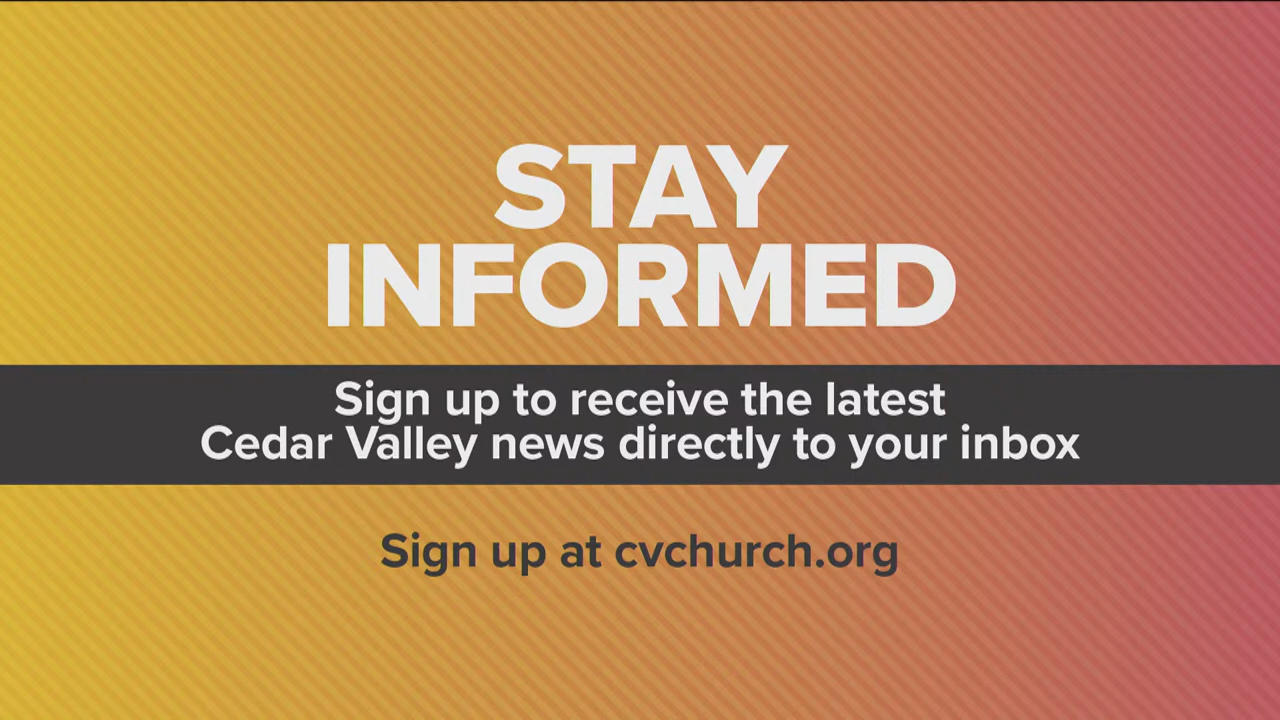 STAY
INFORMED
Sign up to receive the latest
Cedar Valley news directly to your inbox
Sign up at cvchurch.org